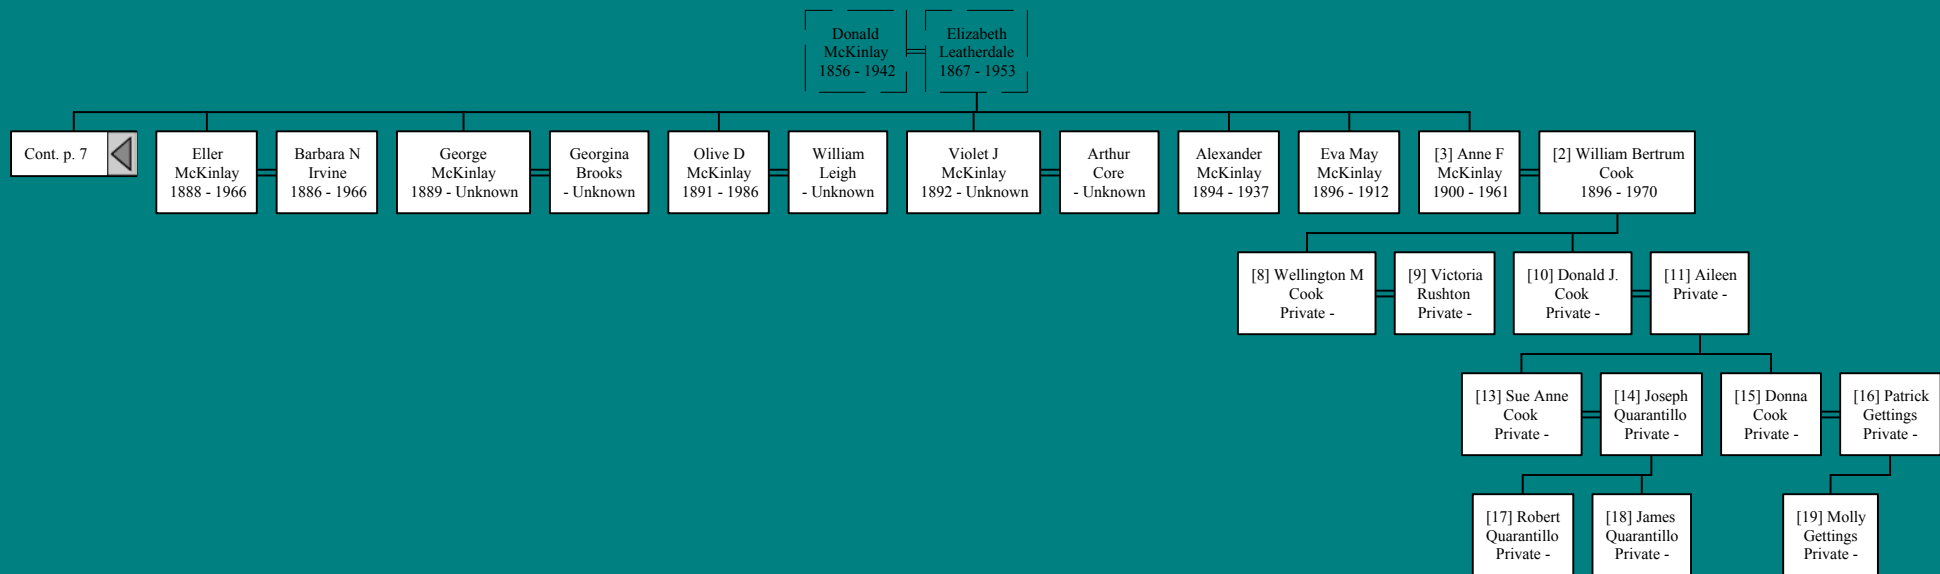 Donald
McKinlay
1856 - 1942
Elizabeth
Leatherdale
1867 - 1953
Cont. p. 7
Eller
McKinlay
1888 - 1966
Barbara N
Irvine
1886 - 1966
George
McKinlay
1889 - Unknown
Georgina
Brooks
- Unknown
Olive D
McKinlay
1891 - 1986
William
Leigh
- Unknown
Violet J
McKinlay
1892 - Unknown
Arthur
Core
- Unknown
Alexander
McKinlay
1894 - 1937
Eva May
McKinlay
1896 - 1912
[3] Anne F
McKinlay
1900 - 1961
[2] William Bertrum
Cook
1896 - 1970
[8] Wellington M
Cook
Private -
[9] Victoria
Rushton
Private -
[10] Donald J.
Cook
Private -
[11] Aileen
Private -
[13] Sue Anne
Cook
Private -
[14] Joseph
Quarantillo
Private -
[15] Donna
Cook
Private -
[16] Patrick
Gettings
Private -
[17] Robert
Quarantillo
Private -
[18] James
Quarantillo
Private -
[19] Molly
Gettings
Private -